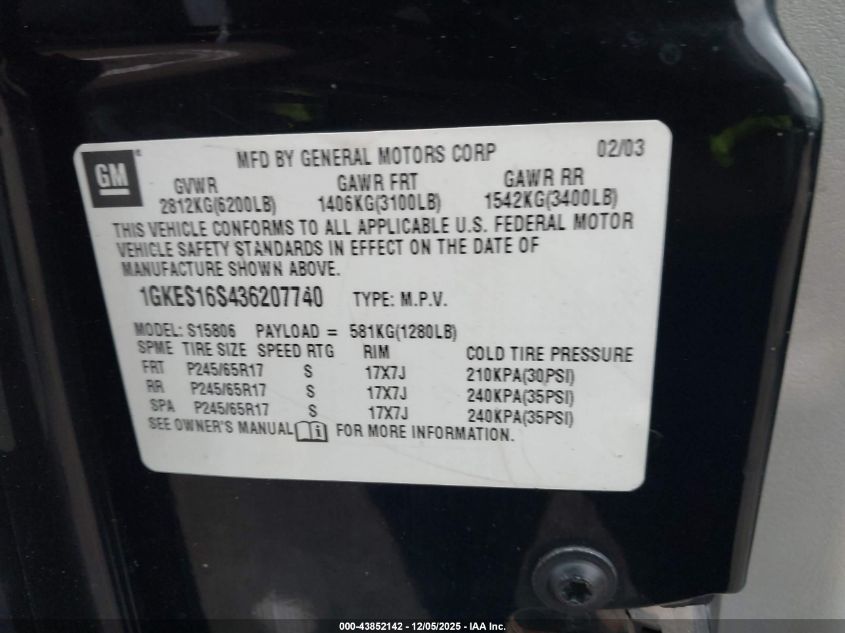 GM
MFD BY GENERAL MOTORS CORP 02/03
GVWR GAWR FRT GAWR RR
2812KG(6200LB) 1406KG(3100LB) 1542KG(3400LB)
THIS VEHICLE CONFORMS TO ALL APPLICABLE U.S. FEDERAL MOTOR
VEHICLE SAFETY STANDARDS IN EFFECT ON THE DATE OF
MANUFACTURE SHOWN ABOVE.
1GKES16S436207740 TYPE: M.P.V.
MODEL: S15806 PAYLOAD = 581KG(1280LB)
SPME TIRE SIZE SPEED RTG RIM COLD TIRE PRESSURE
FRT P245/65R17 S 17X7J 210KPA(30PSI)
RR P245/65R17 S 17X7J 240KPA(35PSI)
SPA P245/65R17 S 17X7J 240KPA(35PSI)
SEE OWNER'S MANUAL FOR MORE INFORMATION.
000-43852142 - 12/05/2025 - IAA Inc.